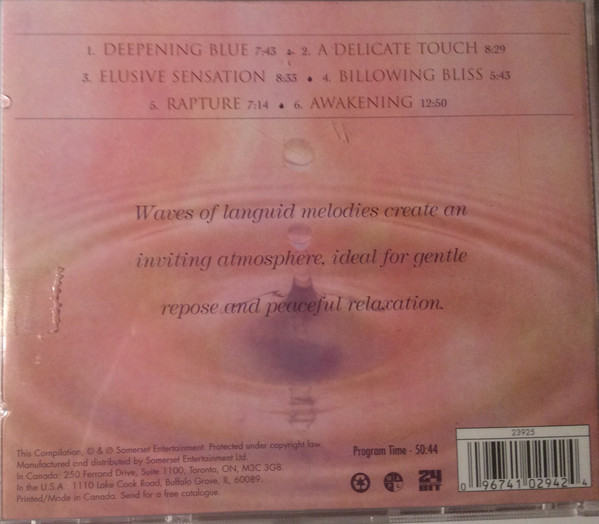 1. DEEPENING BLUE 7:43 2. A DELICATE TOUCH 8:29
3. ELUSIVE SENSATION 8:33 4. BILLOWING BLISS 5:43
5. RAPTURE 7:14 6. AWAKENING 12:50
Waves of languid melodies create an
inviting atmosphere, ideal for gentle
repose and peaceful relaxation.
This Compilation, © & ℗ Somerset Entertainment. Protected under copyright law.
Manufactured and distributed by Somerset Entertainment Ltd.
In Canada: 250 Ferrand Drive, Suite 1100, Toronto, ON, M3C 3G8.
In the U.S.A.: 1110 Lake Cook Road, Buffalo Grove, IL, 60089.
Printed/Made in Canada. Send for a free catalogue.
Program Time - 50:44
24
BIT
23925
0 96741 02942 4